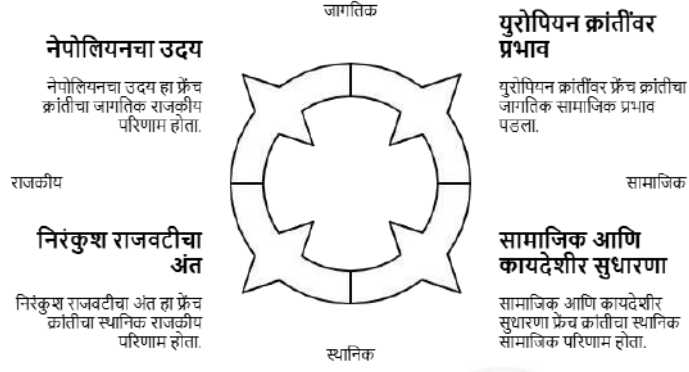 जागतिक
नेपोलियनचा उदय
नेपोलियनचा उदय हा फ्रेंच
क्रांतीचा जागतिक राजकीय
परिणाम होता.
युरोपियन क्रांतींवर
प्रभाव
युरोपियन क्रांतींवर फ्रेंच क्रांतीचा
जागतिक सामाजिक प्रभाव
पडला.
राजकीय
सामाजिक
निरंकुश राजवटीचा
अंत
निरंकुश राजवटीचा अंत हा फ्रेंच
क्रांतीचा स्थानिक राजकीय
परिणाम होता.
सामाजिक आणि
कायदेशीर सुधारणा
सामाजिक आणि कायदेशीर
सुधारणा फ्रेंच क्रांतीचा स्थानिक
सामाजिक परिणाम होता.
स्थानिक